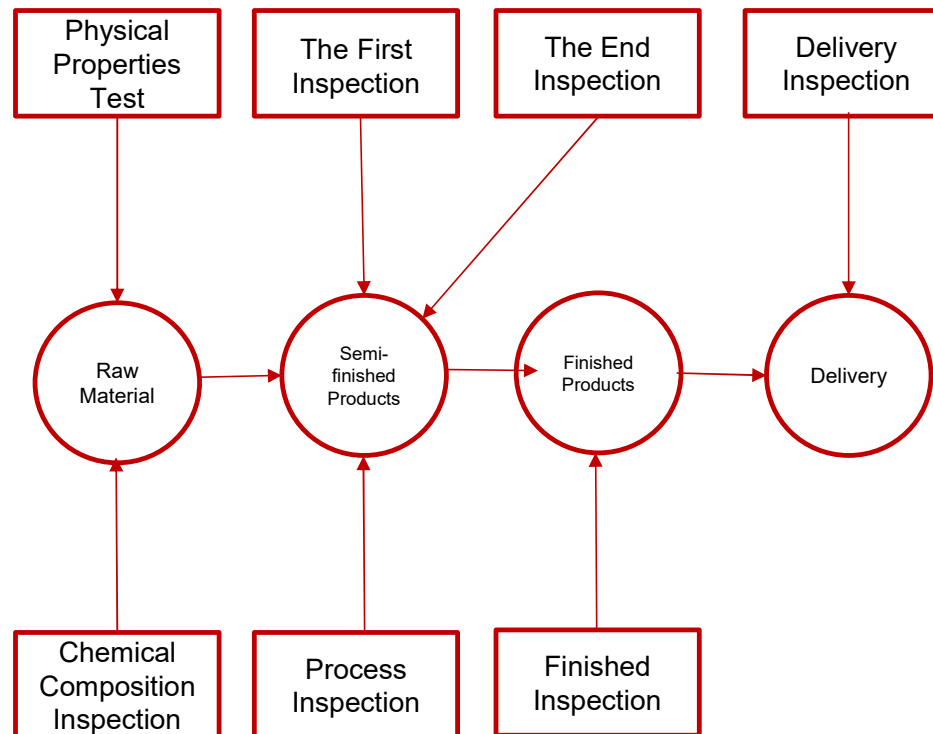 Physical
Properties
Test
The First
Inspection
The End
Inspection
Delivery
Inspection
Raw
Material
Semi-
finished
Products
Finished
Products
Delivery
Chemical
Composition
Inspection
Process
Inspection
Finished
Inspection